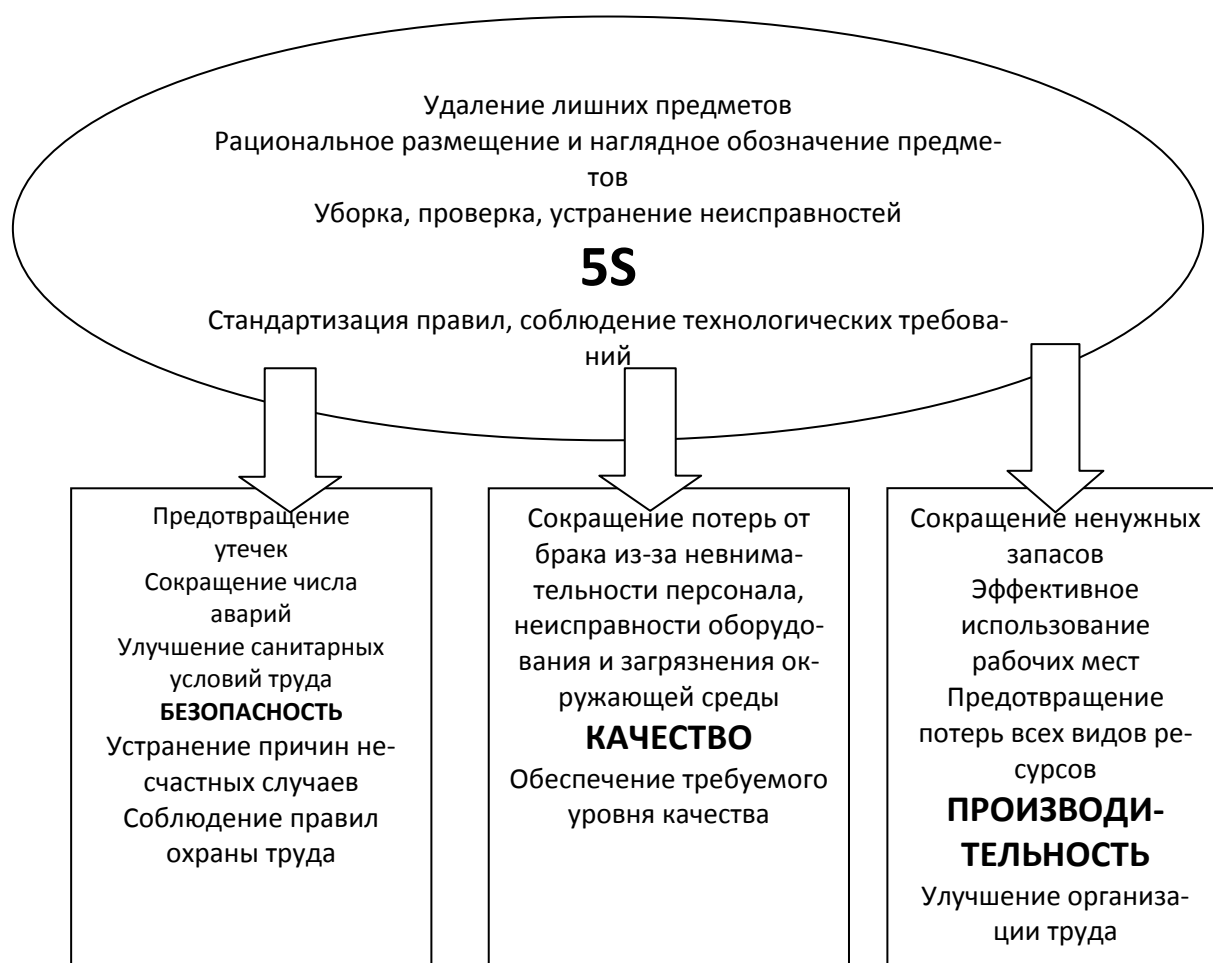 Удаление лишних предметов
Рациональное размещение и наглядное обозначение предме-
тов
Уборка, проверка, устранение неисправностей
5S
Стандартизация правил, соблюдение технологических требова-
ний
Предотвращение
утечек
Сокращение числа
аварий
Улучшение санитарных
условий труда
БЕЗОПАСНОСТЬ
Устранение причин не-
счастных случаев
Соблюдение правил
охраны труда
Сокращение потерь от
брака из-за невнима-
тельности персонала,
неисправности оборудо-
вания и загрязнения ок-
ружающей среды
КАЧЕСТВО
Обеспечение требуемого
уровня качества
Сокращение ненужных
запасов
Эффективное
использование
рабочих мест
Предотвращение
потерь всех видов ре-
сурсов
ПРОИЗВОДИ-
ТЕЛЬНОСТЬ
Улучшение организа-
ции труда